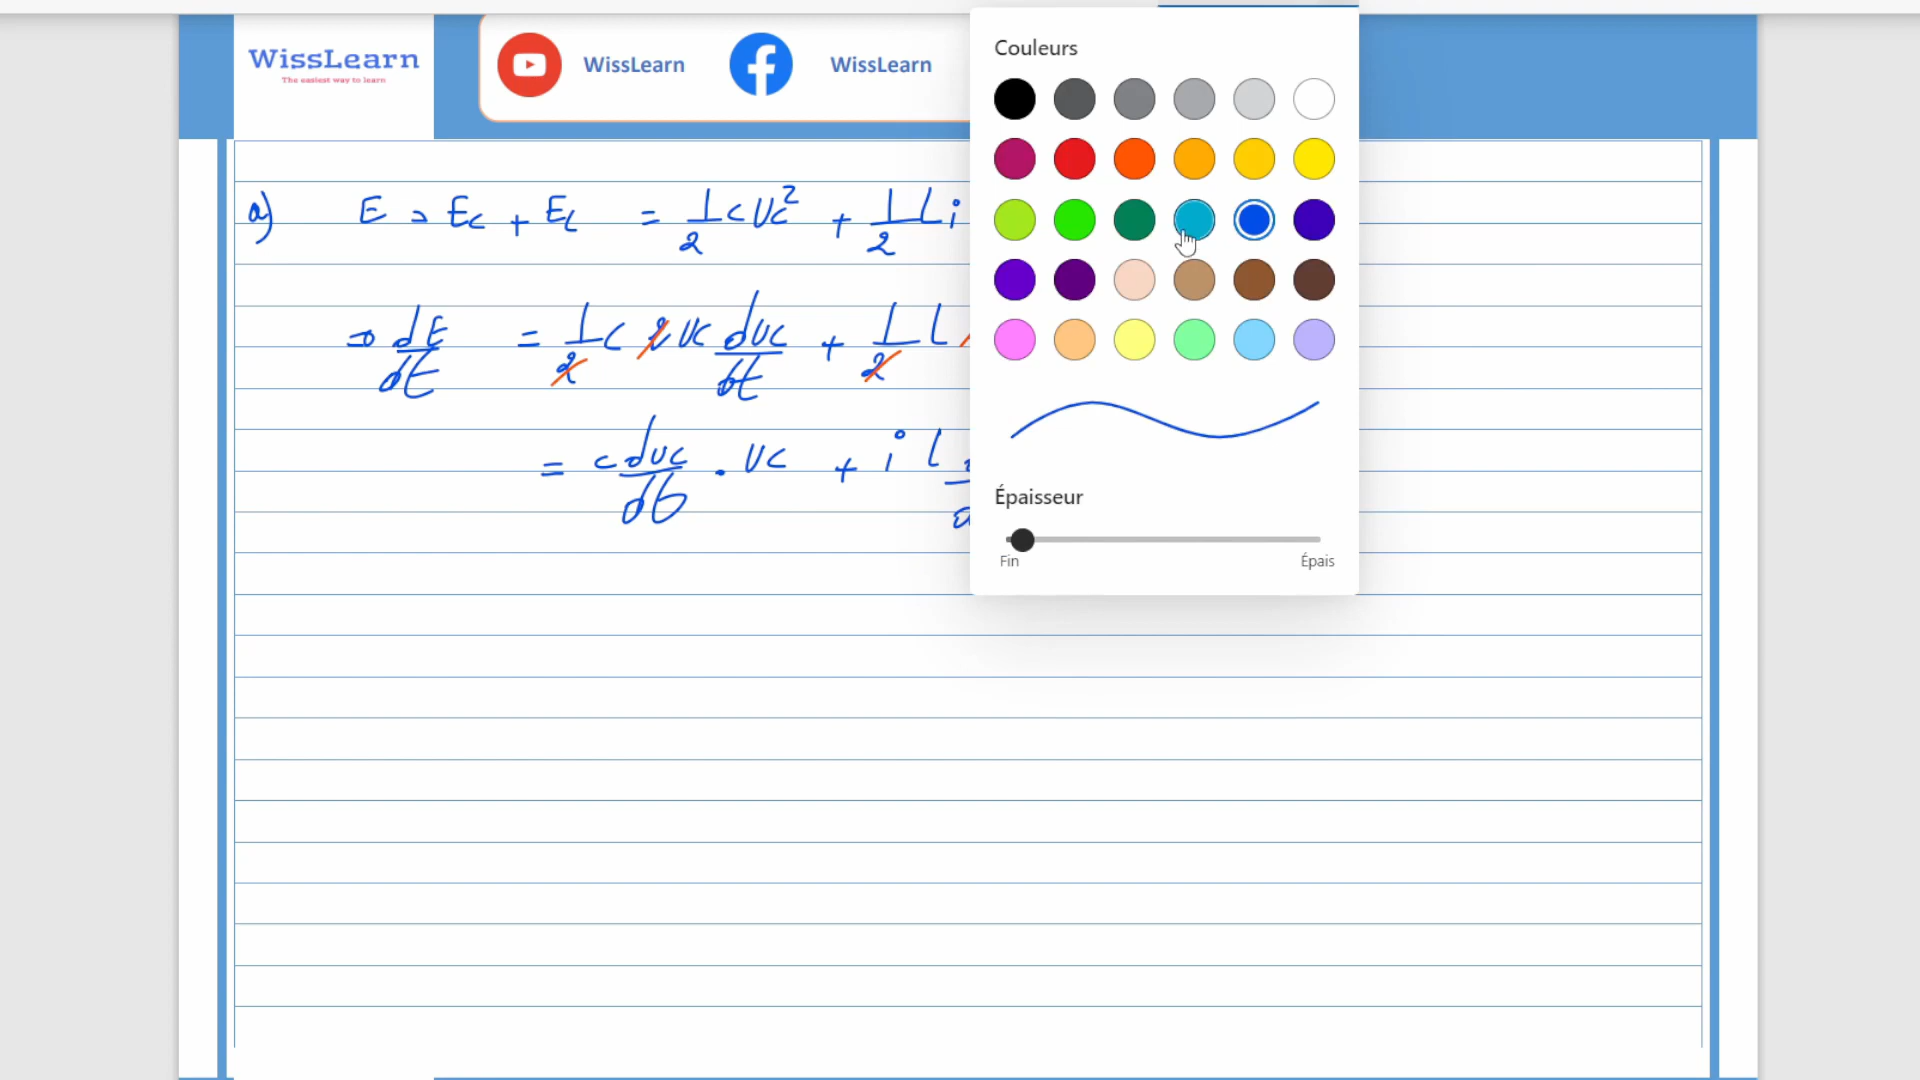 WissLearn
The easiest way to learn
WissLearn
WissLearn
Couleurs
a) E = Ec + EL = 1/2 C Uc² + 1/2 L i
⇒ dE/dt = 1/2 C 2 Uc dUc/dt + 1/2 L
= C dUc/dt . Uc + i L
Épaisseur
Fin
Épais